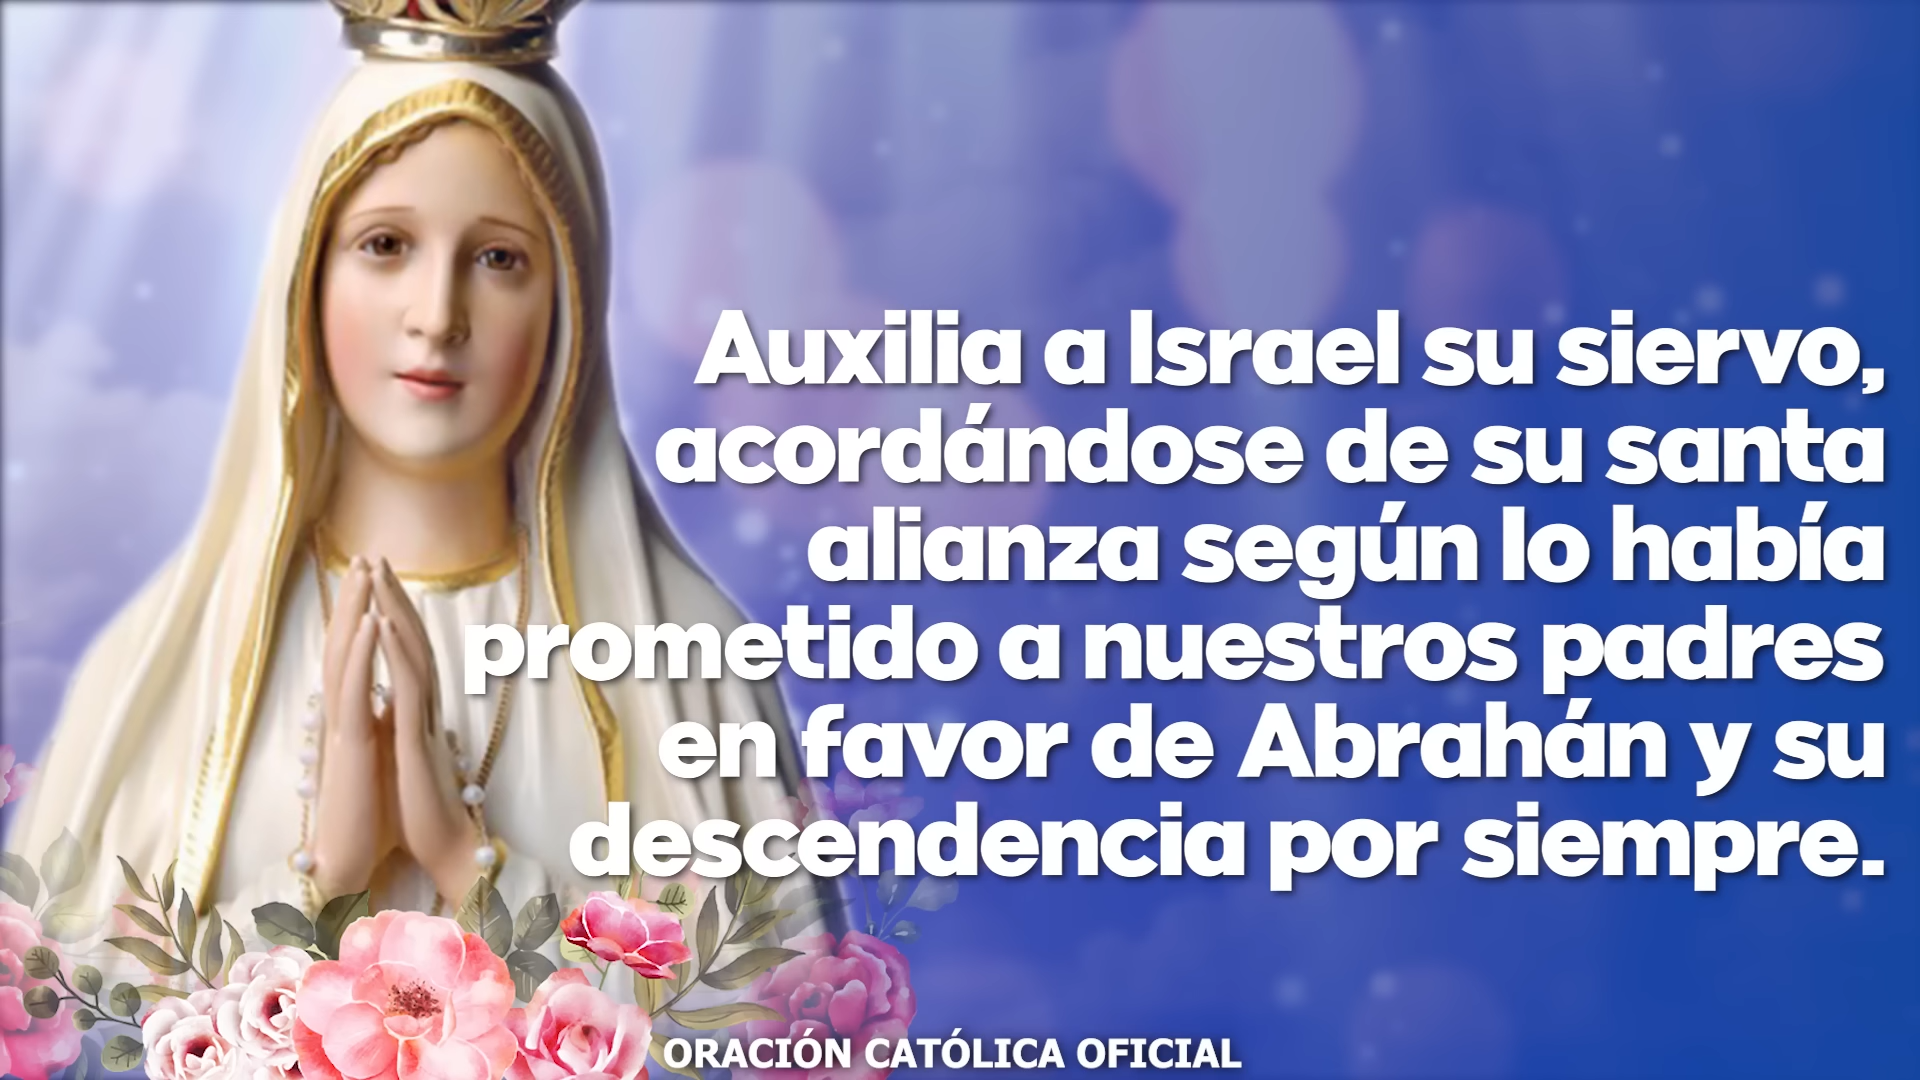 Auxilia a Israel su siervo,
acordándose de su santa
alianza según lo había
prometido a nuestros padres
en favor de Abrahán y su
descendencia por siempre.
ORACIÓN CATÓLICA OFICIAL